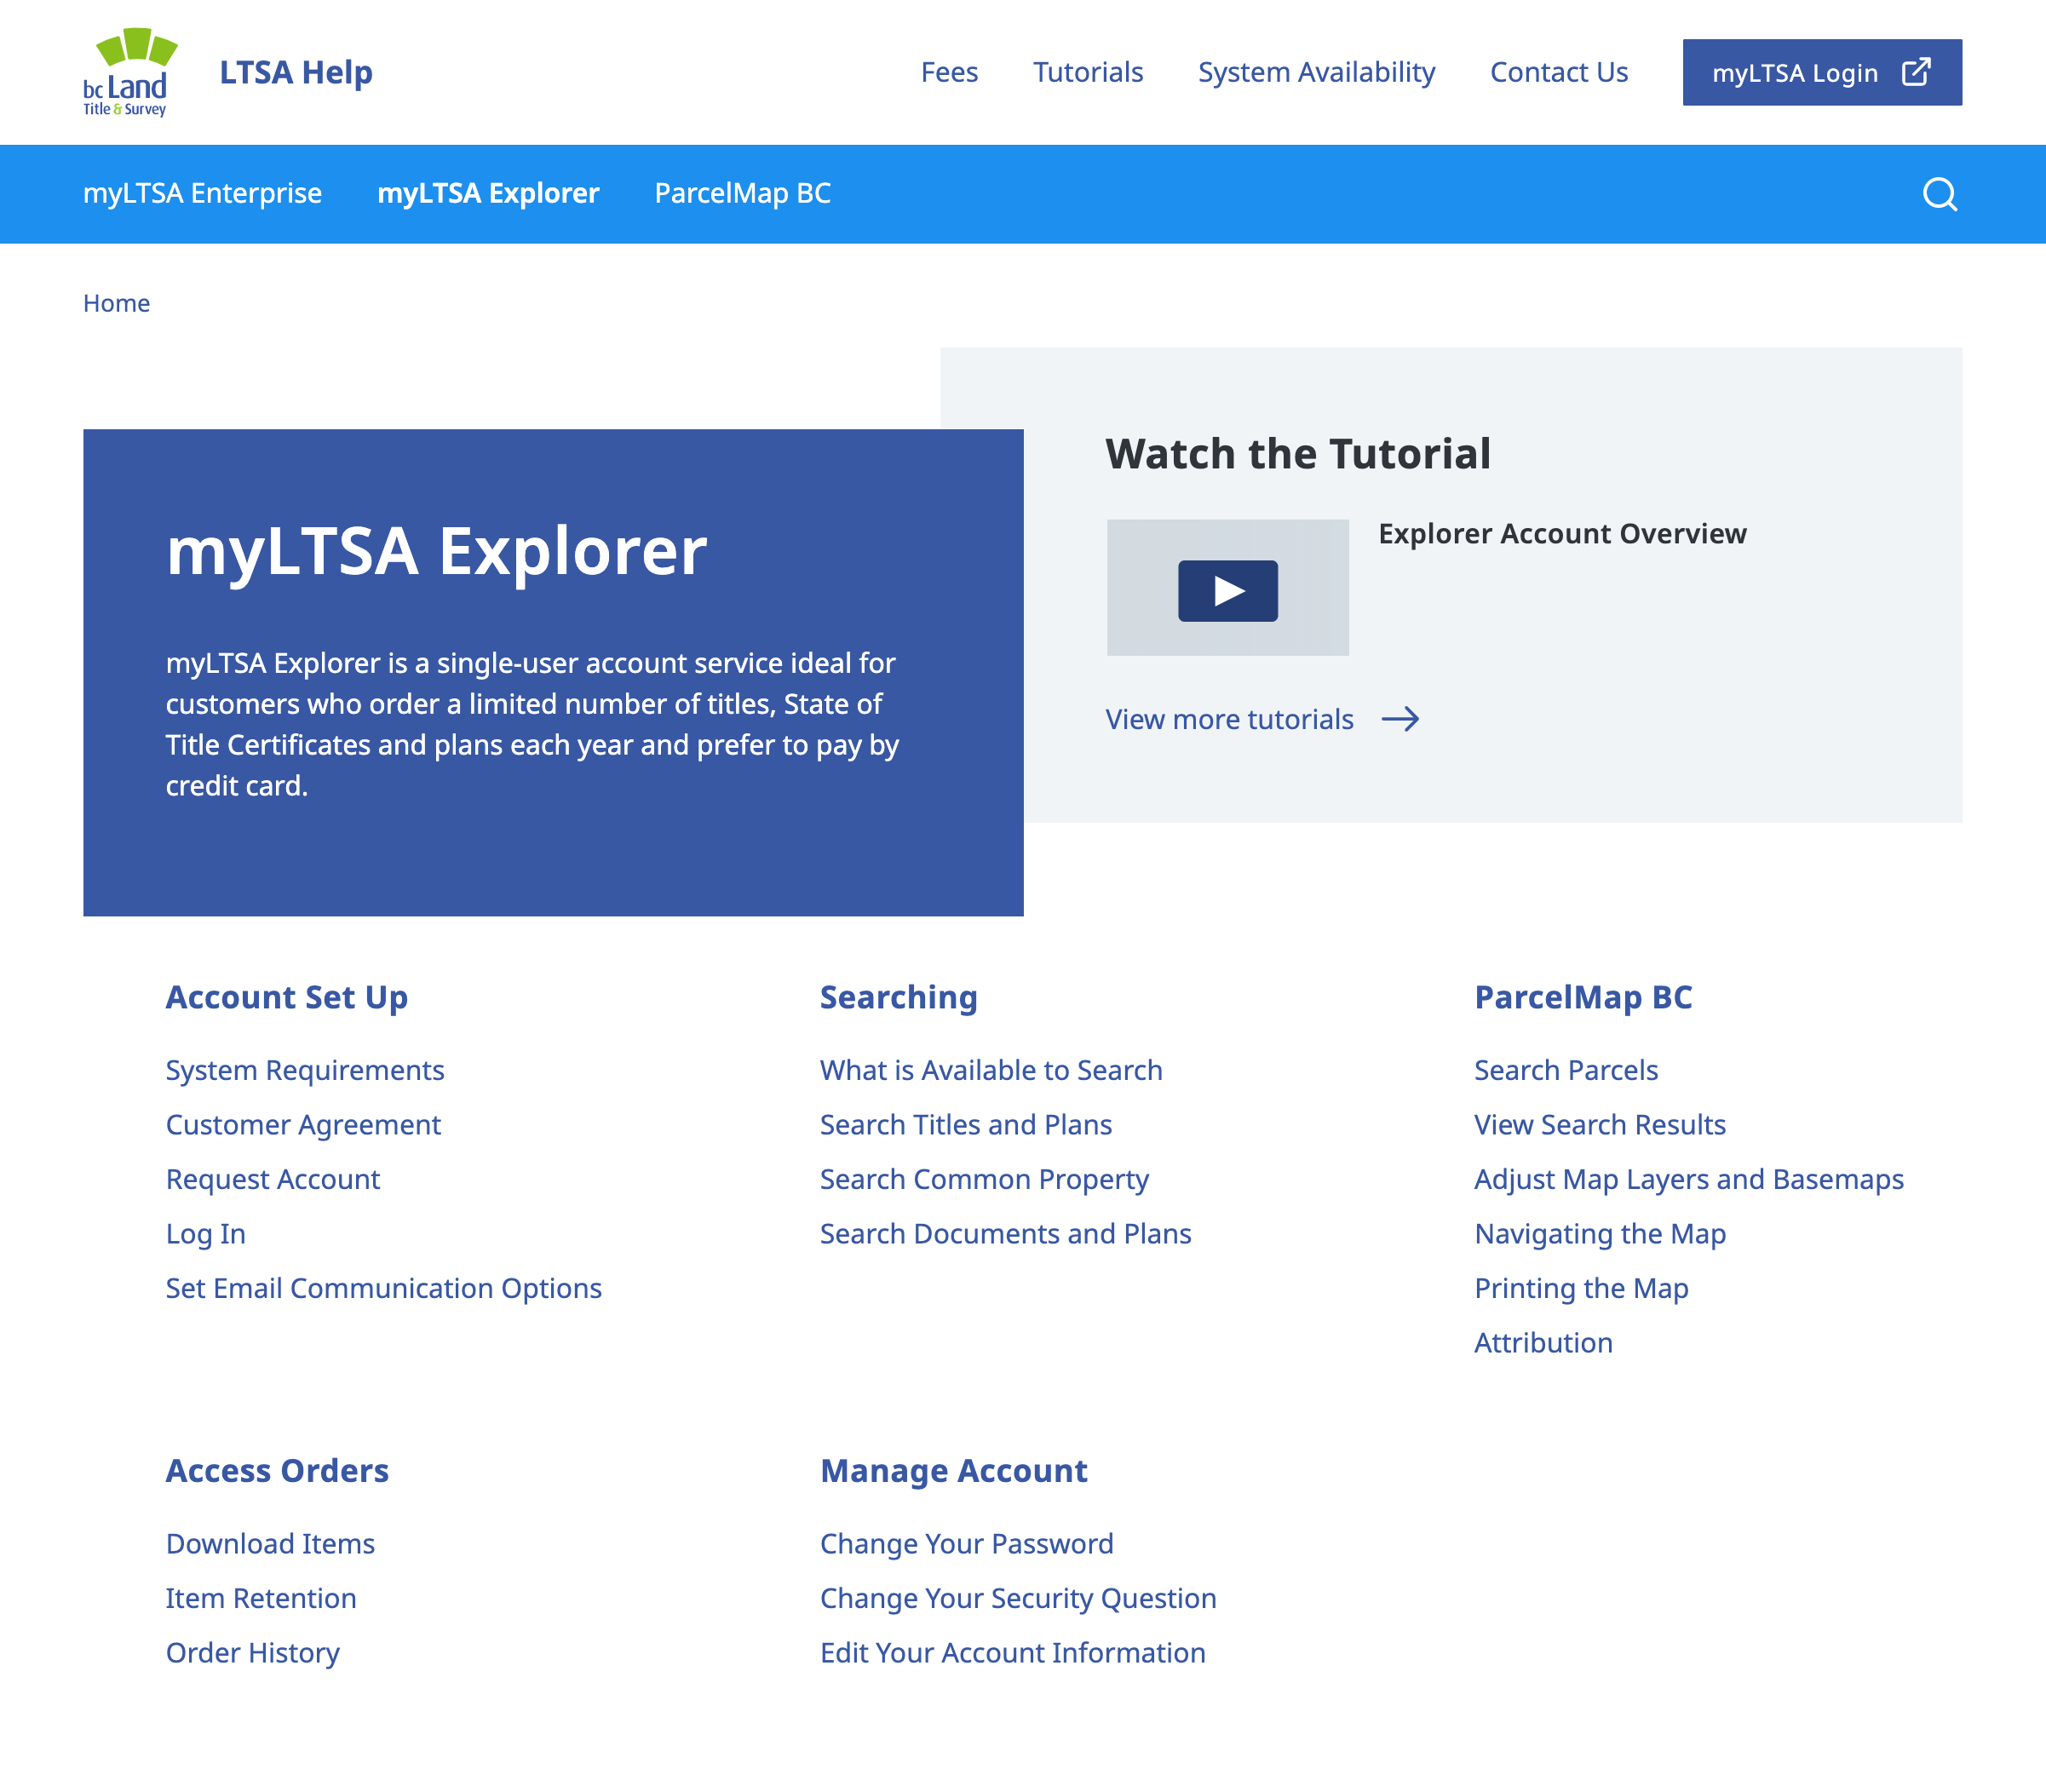 bc Land
Title & Survey
LTSA Help
Fees
Tutorials
System Availability
Contact Us
myLTSA Login
myLTSA Enterprise
myLTSA Explorer
ParcelMap BC
Home
myLTSA Explorer
myLTSA Explorer is a single-user account service ideal for
customers who order a limited number of titles, State of
Title Certificates and plans each year and prefer to pay by
credit card.
Watch the Tutorial
Explorer Account Overview
View more tutorials
Account Set Up
System Requirements
Customer Agreement
Request Account
Log In
Set Email Communication Options
Searching
What is Available to Search
Search Titles and Plans
Search Common Property
Search Documents and Plans
ParcelMap BC
Search Parcels
View Search Results
Adjust Map Layers and Basemaps
Navigating the Map
Printing the Map
Attribution
Access Orders
Download Items
Item Retention
Order History
Manage Account
Change Your Password
Change Your Security Question
Edit Your Account Information